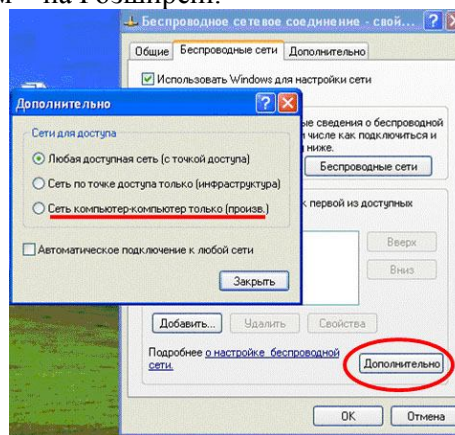 на Розширені.
Беспроводное сетевое соединение - свой...
Общие Беспроводные сети Дополнительно
Использовать Windows для настройки сети
Дополнительно
Сети для доступа
Любая доступная сеть (с точкой доступа)
Сеть по точке доступа только (инфраструктура)
Сеть компьютер-компьютер только (произв.)
Автоматическое подключение к любой сети
Закрыть
ые сведения о беспроводной
числе как подключиться и
ниже.
Беспроводные сети
к первой из доступных
Вверх
Вниз
Добавить... Удалить Свойства
Подробнее о настройке беспроводной
сети.
Дополнительно
OK Отмена